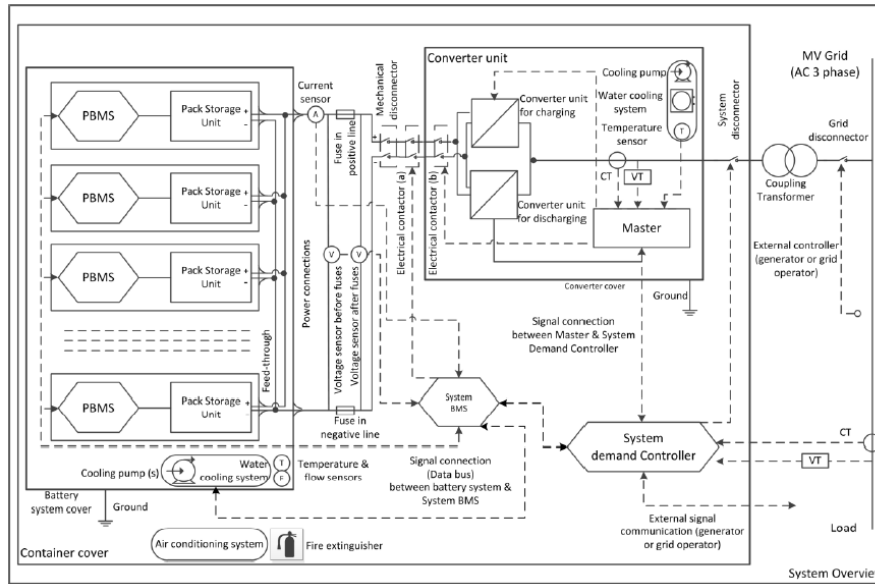 Converter unit
MV Grid
(AC 3 phase)
Cooling pump
Water cooling
system
Temperature
sensor
Converter unit
for charging
Current
sensor
A
Mechanical
disconnector
System
disconnector
Grid
disconnector
PBMS
Pack Storage
Unit
+
-
Fuse in
positive line
T
CT
VT
Coupling
Transformer
PBMS
Pack Storage
Unit
+
-
Electrical contactor (a)
Electrical contactor (b)
Converter unit
for discharging
Master
PBMS
Pack Storage
Unit
+
-
Power connections
V
V
External controller
(generator or grid
operator)
Converter cover
Ground
Voltage sensor before fuses
Voltage sensor after fuses
Feed-through
Signal connection
between Master & System
Demand Controller
PBMS
Pack Storage
Unit
+
-
System
BMS
Fuse in
negative line
System
demand Controller
CT
VT
Cooling pump (s)
Water
cooling system
T
F
Temperature &
flow sensors
Signal connection
(Data bus)
between battery system &
System BMS
Battery
system cover
Ground
External signal
communication (generator
or grid operator)
Load
Air conditioning system
Fire extinguisher
Container cover
System Overview